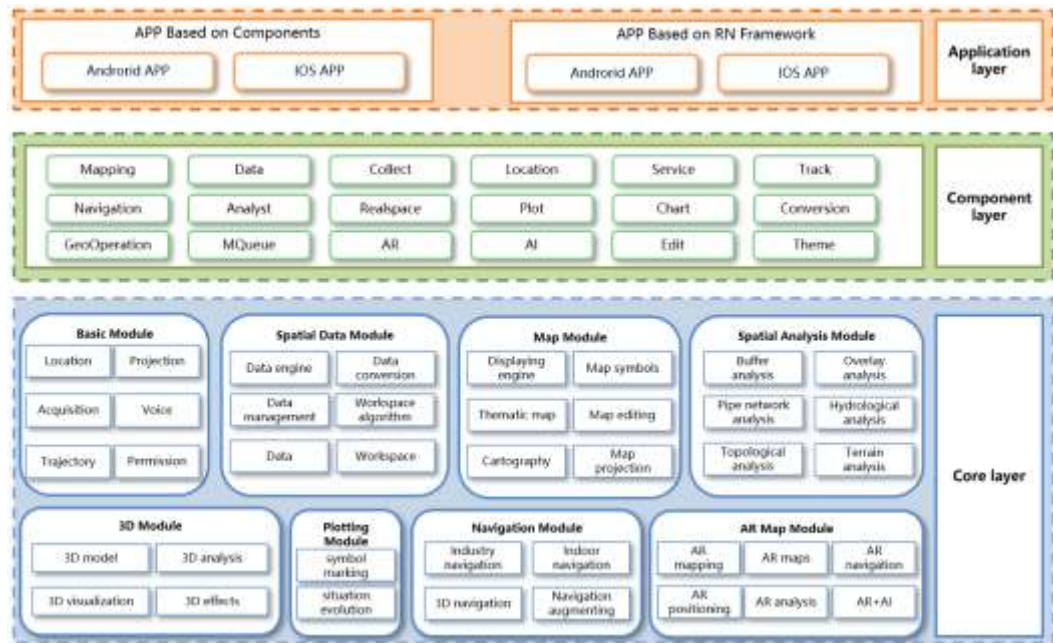 APP Based on Components
APP Based on RN Framework
Androrid APP
IOS APP
Androrid APP
IOS APP
Application
layer
Mapping
Data
Collect
Location
Service
Track
Navigation
Analyst
Realspace
Plot
Chart
Conversion
GeoOperation
MQueue
AR
AI
Edit
Theme
Component
layer
Basic Module
Location
Projection
Acquisition
Voice
Trajectory
Permission
Spatial Data Module
Data engine
Data
conversion
Data
management
Workspace
algorithm
Data
Workspace
Map Module
Displaying
engine
Map symbols
Thematic map
Map editing
Cartography
Map
projection
Spatial Analysis Module
Buffer
analysis
Overlay
analysis
Pipe network
analysis
Hydrological
analysis
Topological
analysis
Terrain
analysis
3D Module
3D model
3D analysis
3D visualization
3D effects
Plotting
Module
symbol
marking
situation
evolution
Navigation Module
Industry
navigation
Indoor
navigation
3D navigation
Navigation
augmenting
AR Map Module
AR
mapping
AR maps
AR
navigation
AR
positioning
AR analysis
AR+AI
Core layer